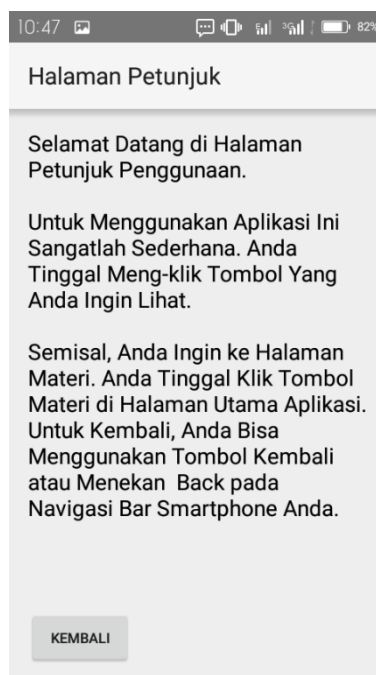 10:47 3G 82%
Halaman Petunjuk
Selamat Datang di Halaman
Petunjuk Penggunaan.
Untuk Menggunakan Aplikasi Ini
Sangatlah Sederhana. Anda
Tinggal Meng-klik Tombol Yang
Anda Ingin Lihat.
Semisal, Anda Ingin ke Halaman
Materi. Anda Tinggal Klik Tombol
Materi di Halaman Utama Aplikasi.
Untuk Kembali, Anda Bisa
Menggunakan Tombol Kembali
atau Menekan  Back pada
Navigasi Bar Smartphone Anda.
KEMBALI